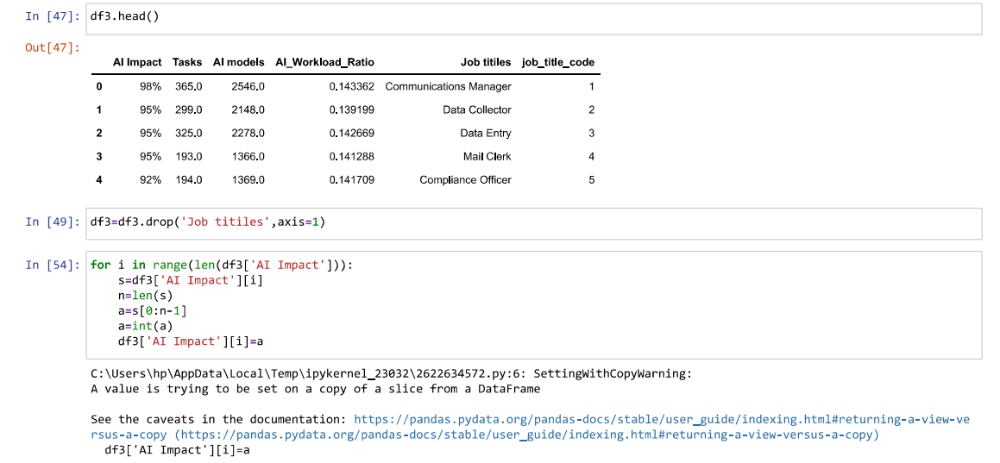 In [47]: df3.head()
Out[47]:
AI Impact Tasks AI models AI_Workload_Ratio Job titiles job_title_code
0 98% 365.0 2546.0 0.143362 Communications Manager 1
1 95% 299.0 2148.0 0.139199 Data Collector 2
2 95% 325.0 2278.0 0.142669 Data Entry 3
3 95% 193.0 1366.0 0.141288 Mail Clerk 4
4 92% 194.0 1369.0 0.141709 Compliance Officer 5
In [49]: df3=df3.drop('Job titiles',axis=1)
In [54]: for i in range(len(df3['AI Impact'])):
    s=df3['AI Impact'][i]
    n=len(s)
    a=s[0:n-1]
    a=int(a)
    df3['AI Impact'][i]=a
C:\Users\hp\AppData\Local\Temp\ipykernel_23032\2622634572.py:6: SettingWithCopyWarning:
A value is trying to be set on a copy of a slice from a DataFrame
See the caveats in the documentation: https://pandas.pydata.org/pandas-docs/stable/user_guide/indexing.html#returning-a-view-ve
rsus-a-copy (https://pandas.pydata.org/pandas-docs/stable/user_guide/indexing.html#returning-a-view-versus-a-copy)
  df3['AI Impact'][i]=a